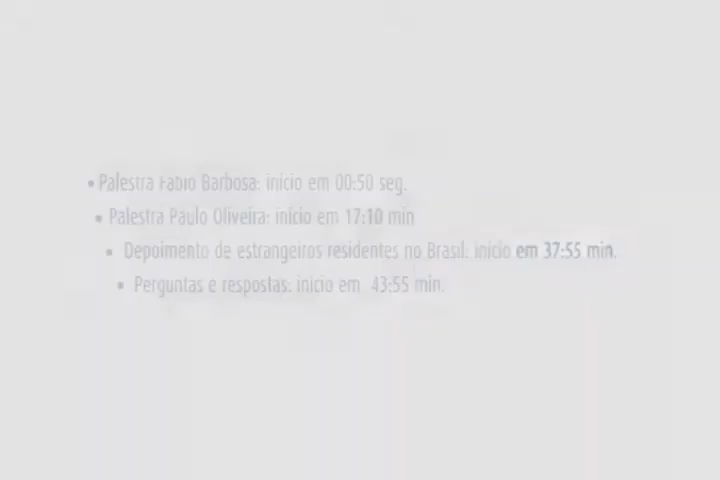 • Palestra Fabio Barbosa: início em 00:50 seg.
• Palestra Paulo Oliveira: início em 17:10 min
• Depoimento de estrangeiros residentes no Brasil: início em 37:55 min.
• Perguntas e respostas: início em 43:55 min.